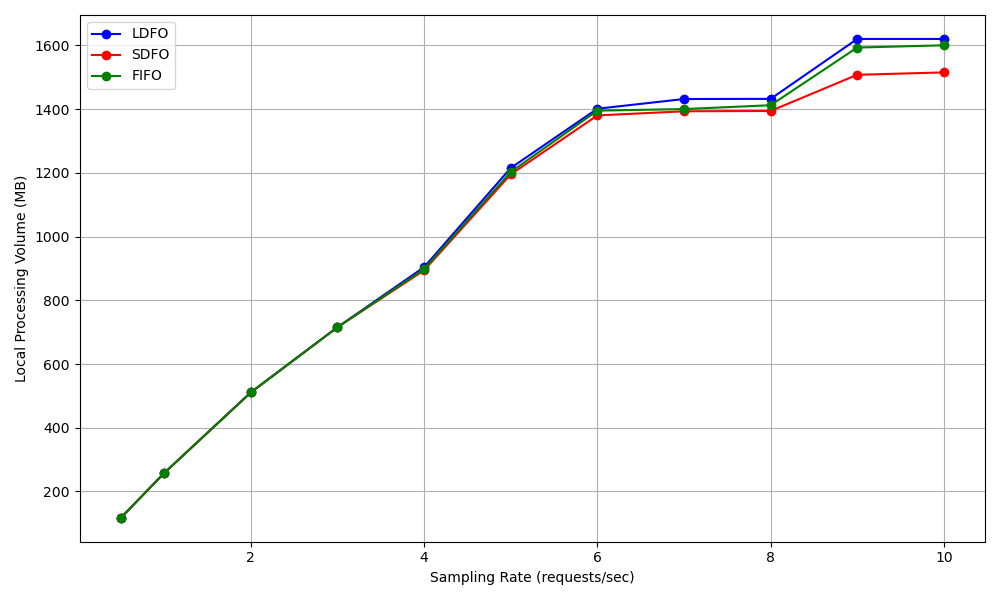 LDFO
SDFO
FIFO
1600
1400
1200
1000
800
600
400
200
Local Processing Volume (MB)
2 4 6 8 10
Sampling Rate (requests/sec)